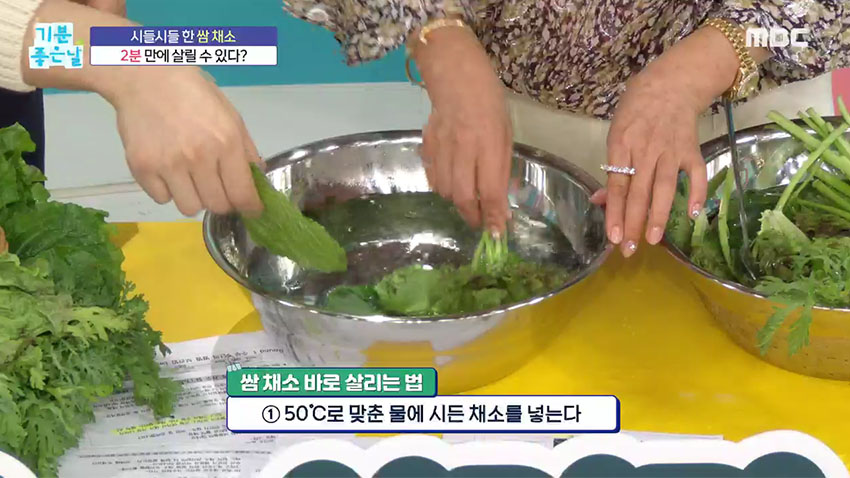 기분
좋은날
시들시들 한 쌈 채소
2분 만에 살릴 수 있다?
MBC
쌈 채소 바로 살리는 법
① 50℃로 맞춘 물에 시든 채소를 넣는다